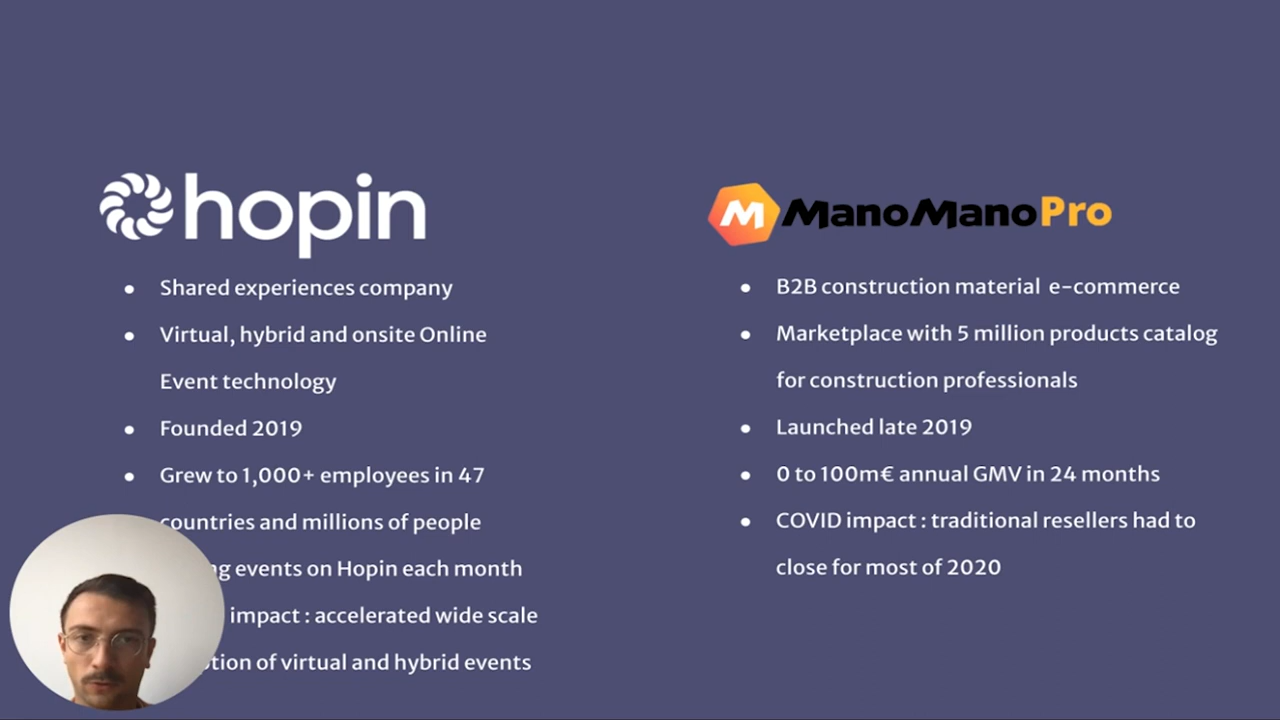 hopin
Shared experiences company
Virtual, hybrid and onsite Online
Event technology
Founded 2019
Grew to 1,000+ employees in 47
countries and millions of people
events on Hopin each month
impact : accelerated wide scale
of virtual and hybrid events
M ManoManoPro
B2B construction material e-commerce
Marketplace with 5 million products catalog
for construction professionals
Launched late 2019
0 to 100m€ annual GMV in 24 months
COVID impact : traditional resellers had to
close for most of 2020